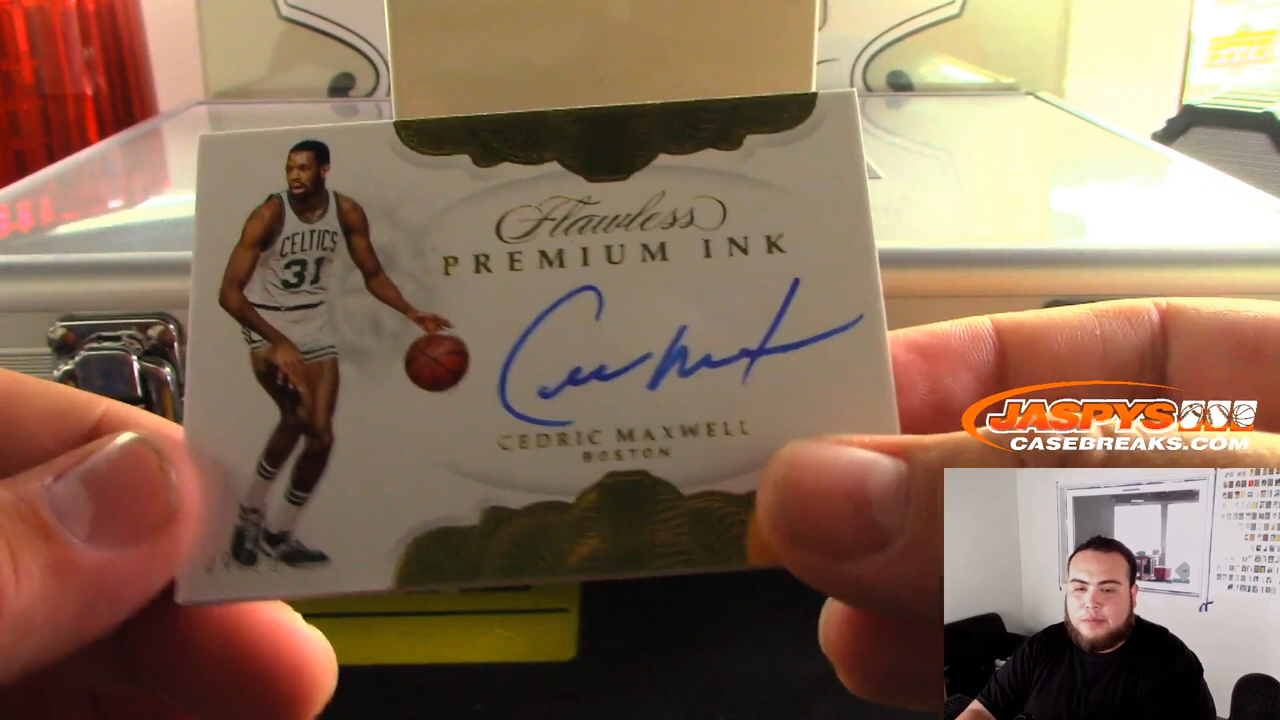 Flawless
PREMIUM INK
CELTICS
31
CEDRIC MAXWELL
BOSTON
JASPYS
CASEBREAKS.COM